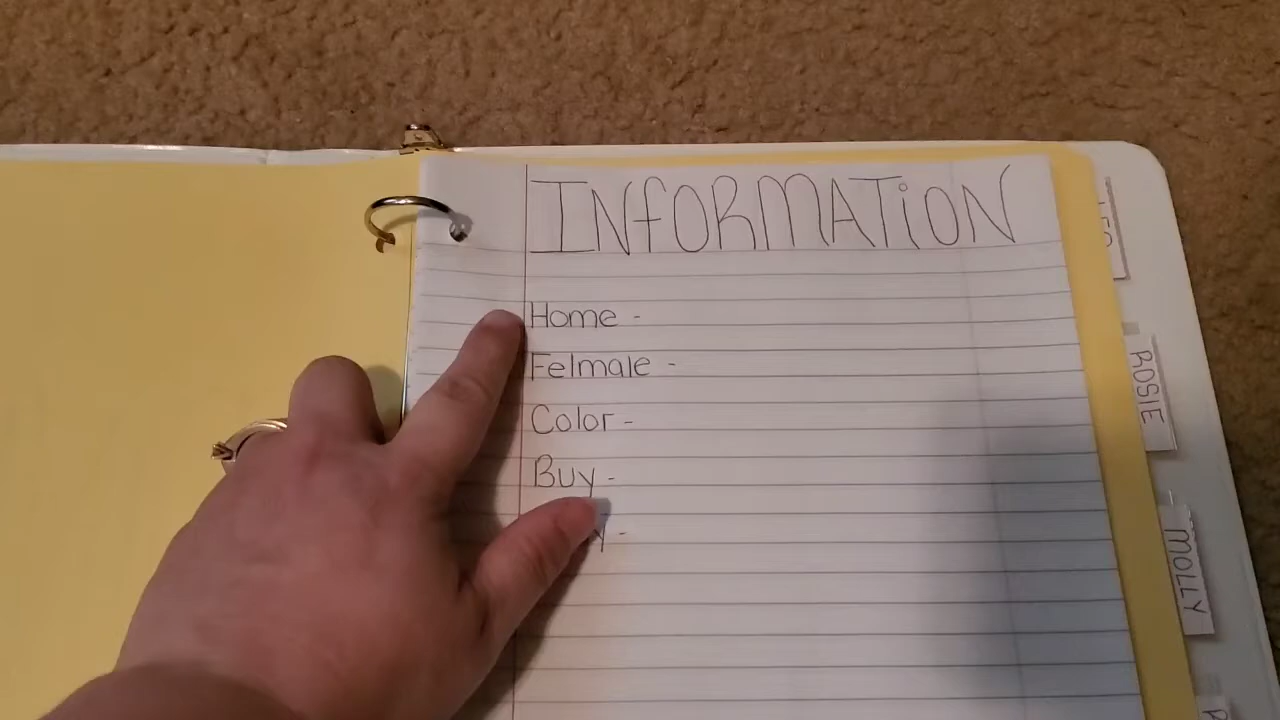 INfORMATiON
Home -
Felmale -
Color -
Buy -
ROSIE
MOLLY